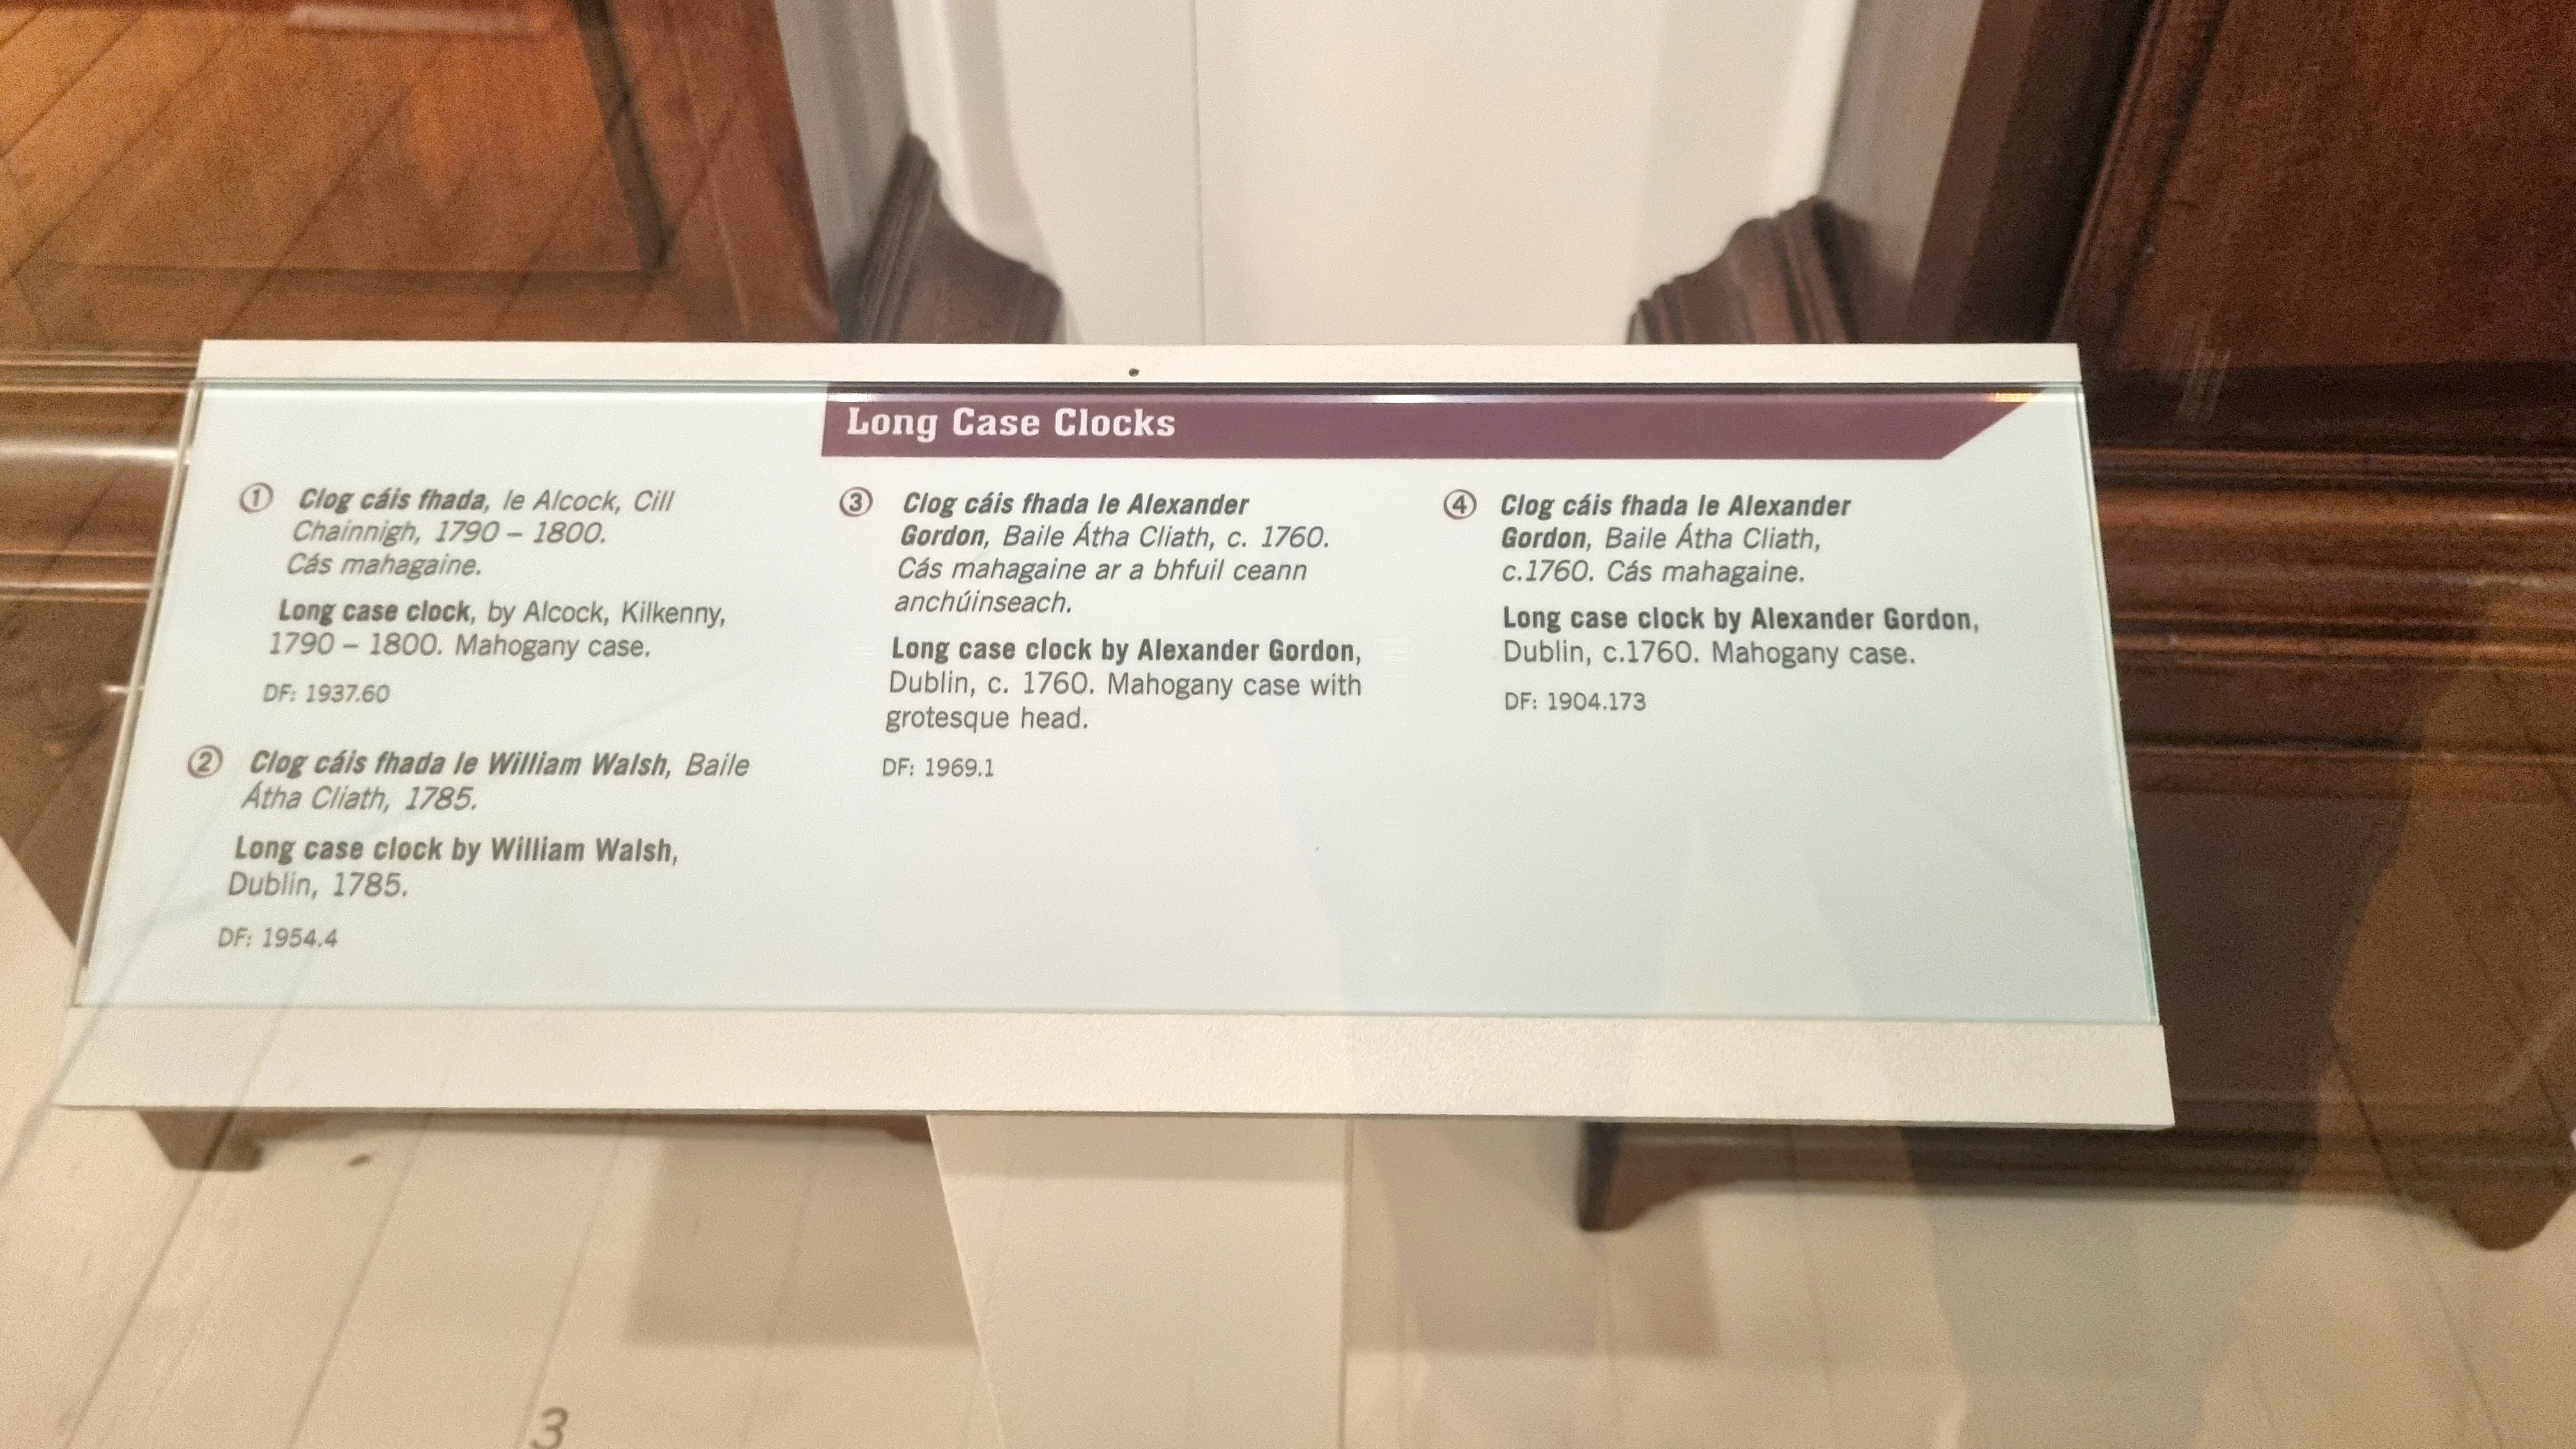 Long Case Clocks
① Clog cáis fhada, le Alcock, Cill
Chainnigh, 1790 – 1800.
Cás mahagaine.
Long case clock, by Alcock, Kilkenny,
1790 – 1800. Mahogany case.
DF: 1937.60
② Clog cáis fhada le William Walsh, Baile
Átha Cliath, 1785.
Long case clock by William Walsh,
Dublin, 1785.
DF: 1954.4
③ Clog cáis fhada le Alexander
Gordon, Baile Átha Cliath, c. 1760.
Cás mahagaine ar a bhfuil ceann
anchúinseach.
Long case clock by Alexander Gordon,
Dublin, c. 1760. Mahogany case with
grotesque head.
DF: 1969.1
④ Clog cáis fhada le Alexander
Gordon, Baile Átha Cliath,
c.1760. Cás mahagaine.
Long case clock by Alexander Gordon,
Dublin, c.1760. Mahogany case.
DF: 1904.173
3